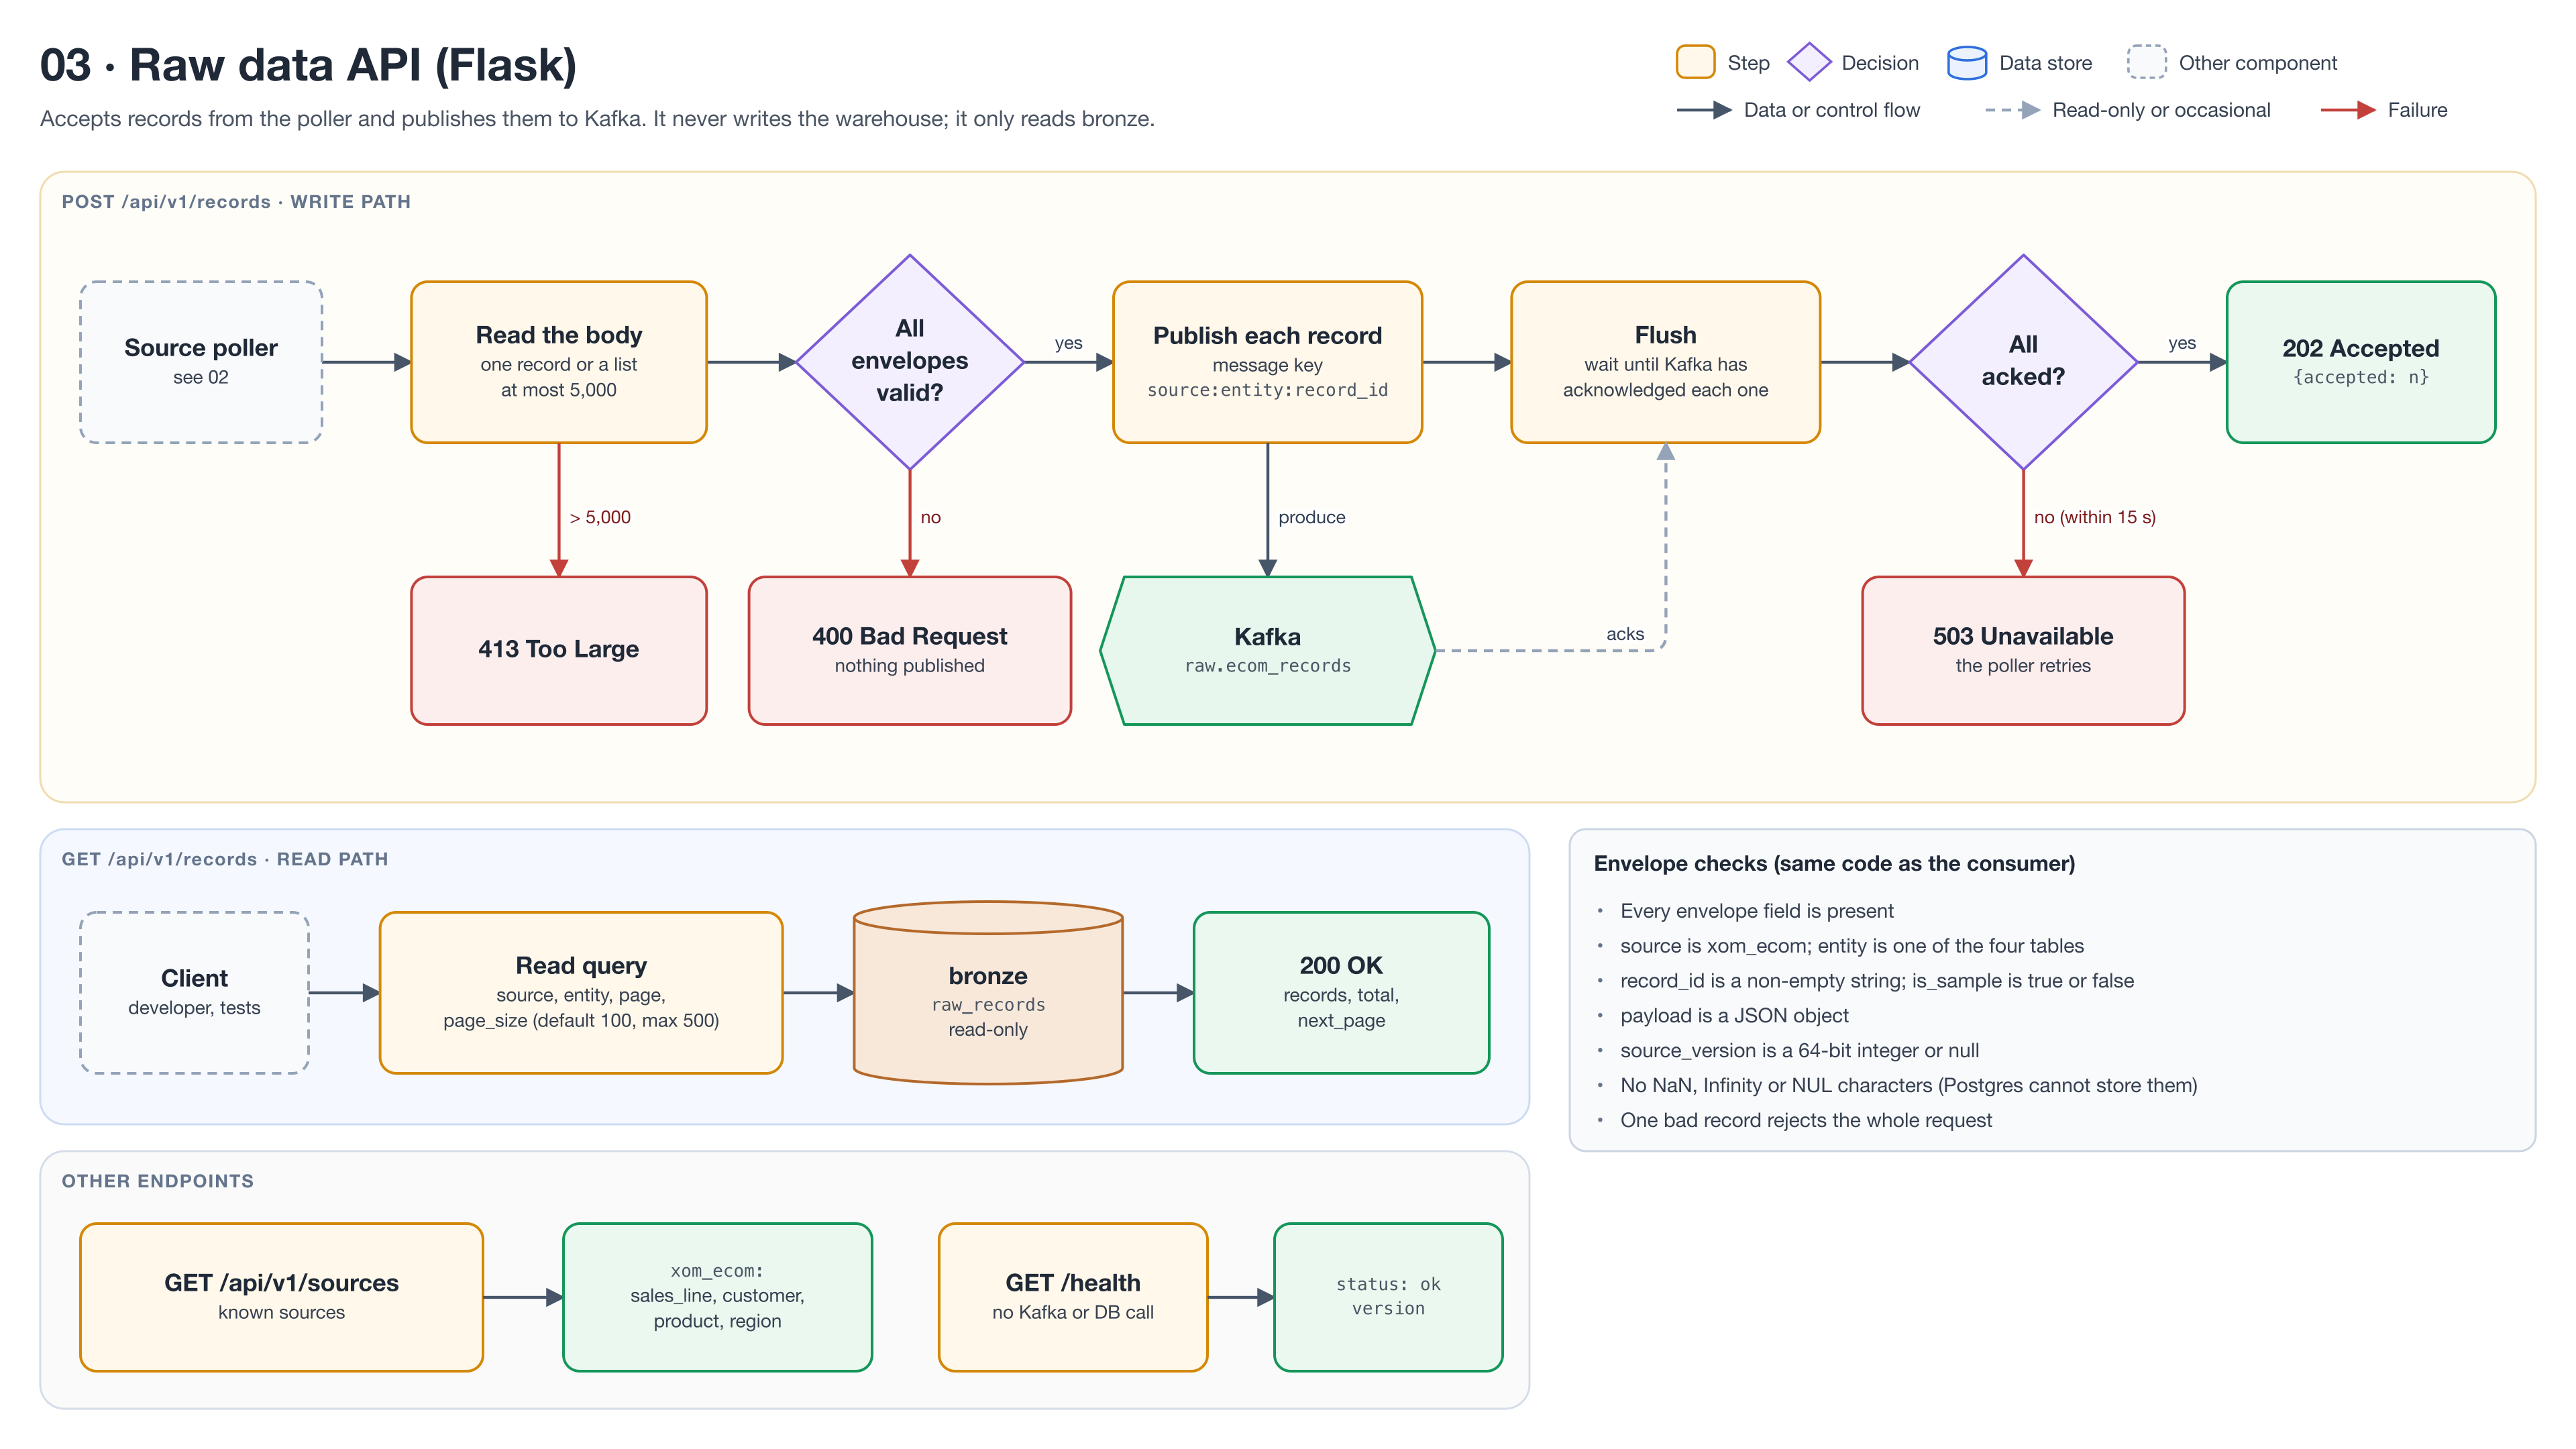 03 · Raw data API (Flask)
Accepts records from the poller and publishes them to Kafka. It never writes the warehouse; it only reads bronze.
Step
Decision
Data store
Other component
Data or control flow
Read-only or occasional
Failure
POST /api/v1/records · WRITE PATH
Source poller
see 02
Read the body
one record or a list
at most 5,000
All
envelopes
valid?
yes
Publish each record
message key
source:entity:record_id
Flush
wait until Kafka has
acknowledged each one
All
acked?
yes
202 Accepted
{accepted: n}
> 5,000
no
produce
no (within 15 s)
413 Too Large
400 Bad Request
nothing published
Kafka
raw.ecom_records
acks
503 Unavailable
the poller retries
GET /api/v1/records · READ PATH
Client
developer, tests
Read query
source, entity, page,
page_size (default 100, max 500)
bronze
raw_records
read-only
200 OK
records, total,
next_page
Envelope checks (same code as the consumer)
• Every envelope field is present
• source is xom_ecom; entity is one of the four tables
• record_id is a non-empty string; is_sample is true or false
• payload is a JSON object
• source_version is a 64-bit integer or null
• No NaN, Infinity or NUL characters (Postgres cannot store them)
• One bad record rejects the whole request
OTHER ENDPOINTS
GET /api/v1/sources
known sources
xom_ecom:
sales_line, customer,
product, region
GET /health
no Kafka or DB call
status: ok
version